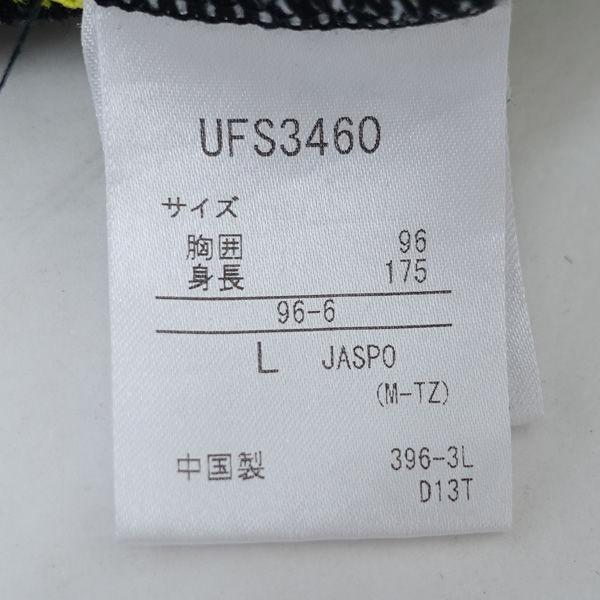 UFS3460
サイズ
胸囲 96
身長 175
96-6
L JASPO
(M-TZ)
中国製 396-3L
D13T